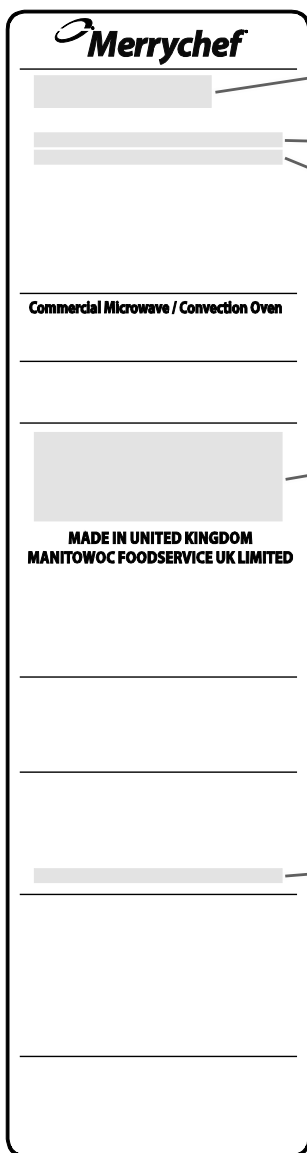 Merrychef
Commercial Microwave / Convection Oven
MADE IN UNITED KINGDOM
MANITOWOC FOODSERVICE UK LIMITED